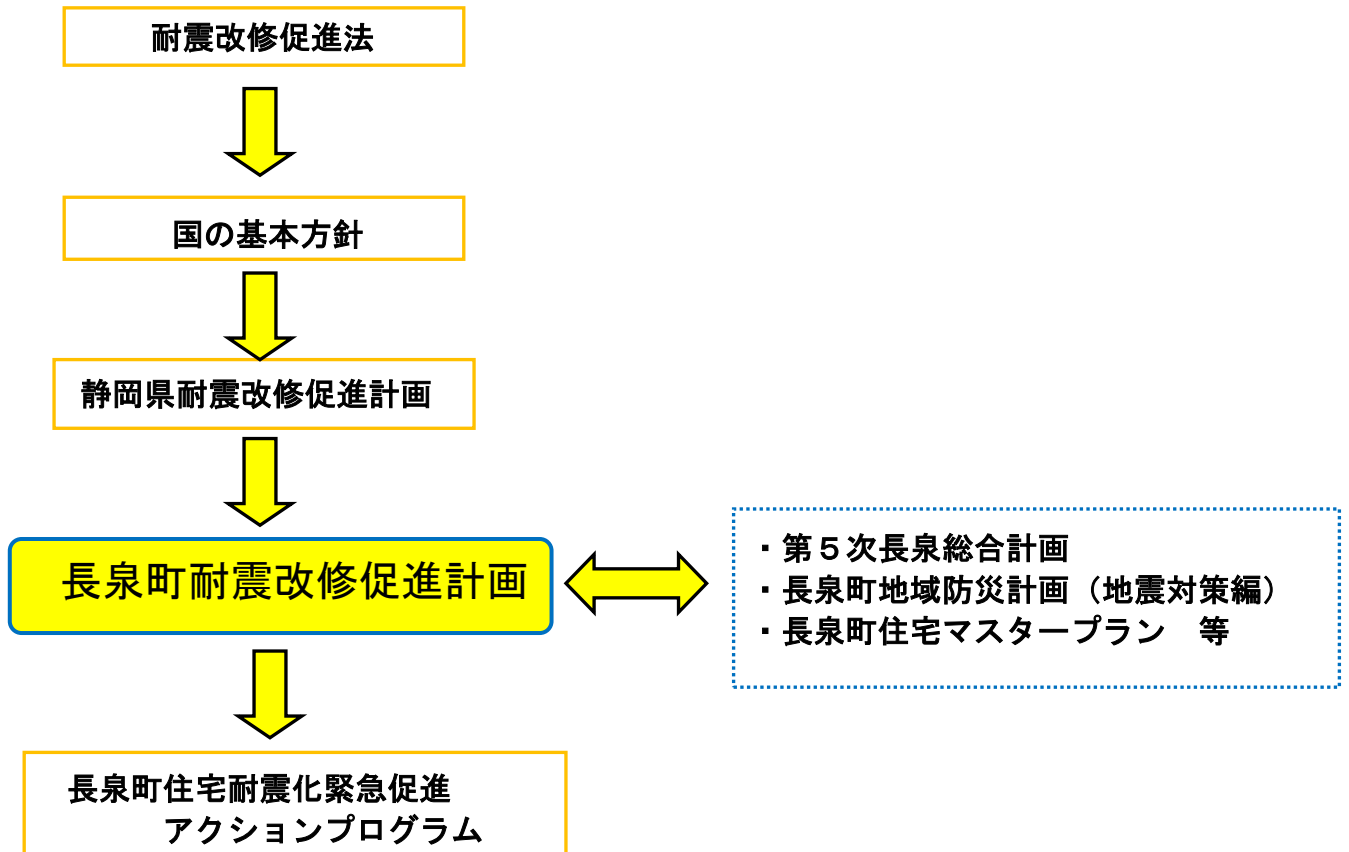 耐震改修促進法
国の基本方針
静岡県耐震改修促進計画
長泉町耐震改修促進計画
・第５次長泉総合計画
・長泉町地域防災計画（地震対策編）
・長泉町住宅マスタープラン　等
長泉町住宅耐震化緊急促進
アクションプログラム